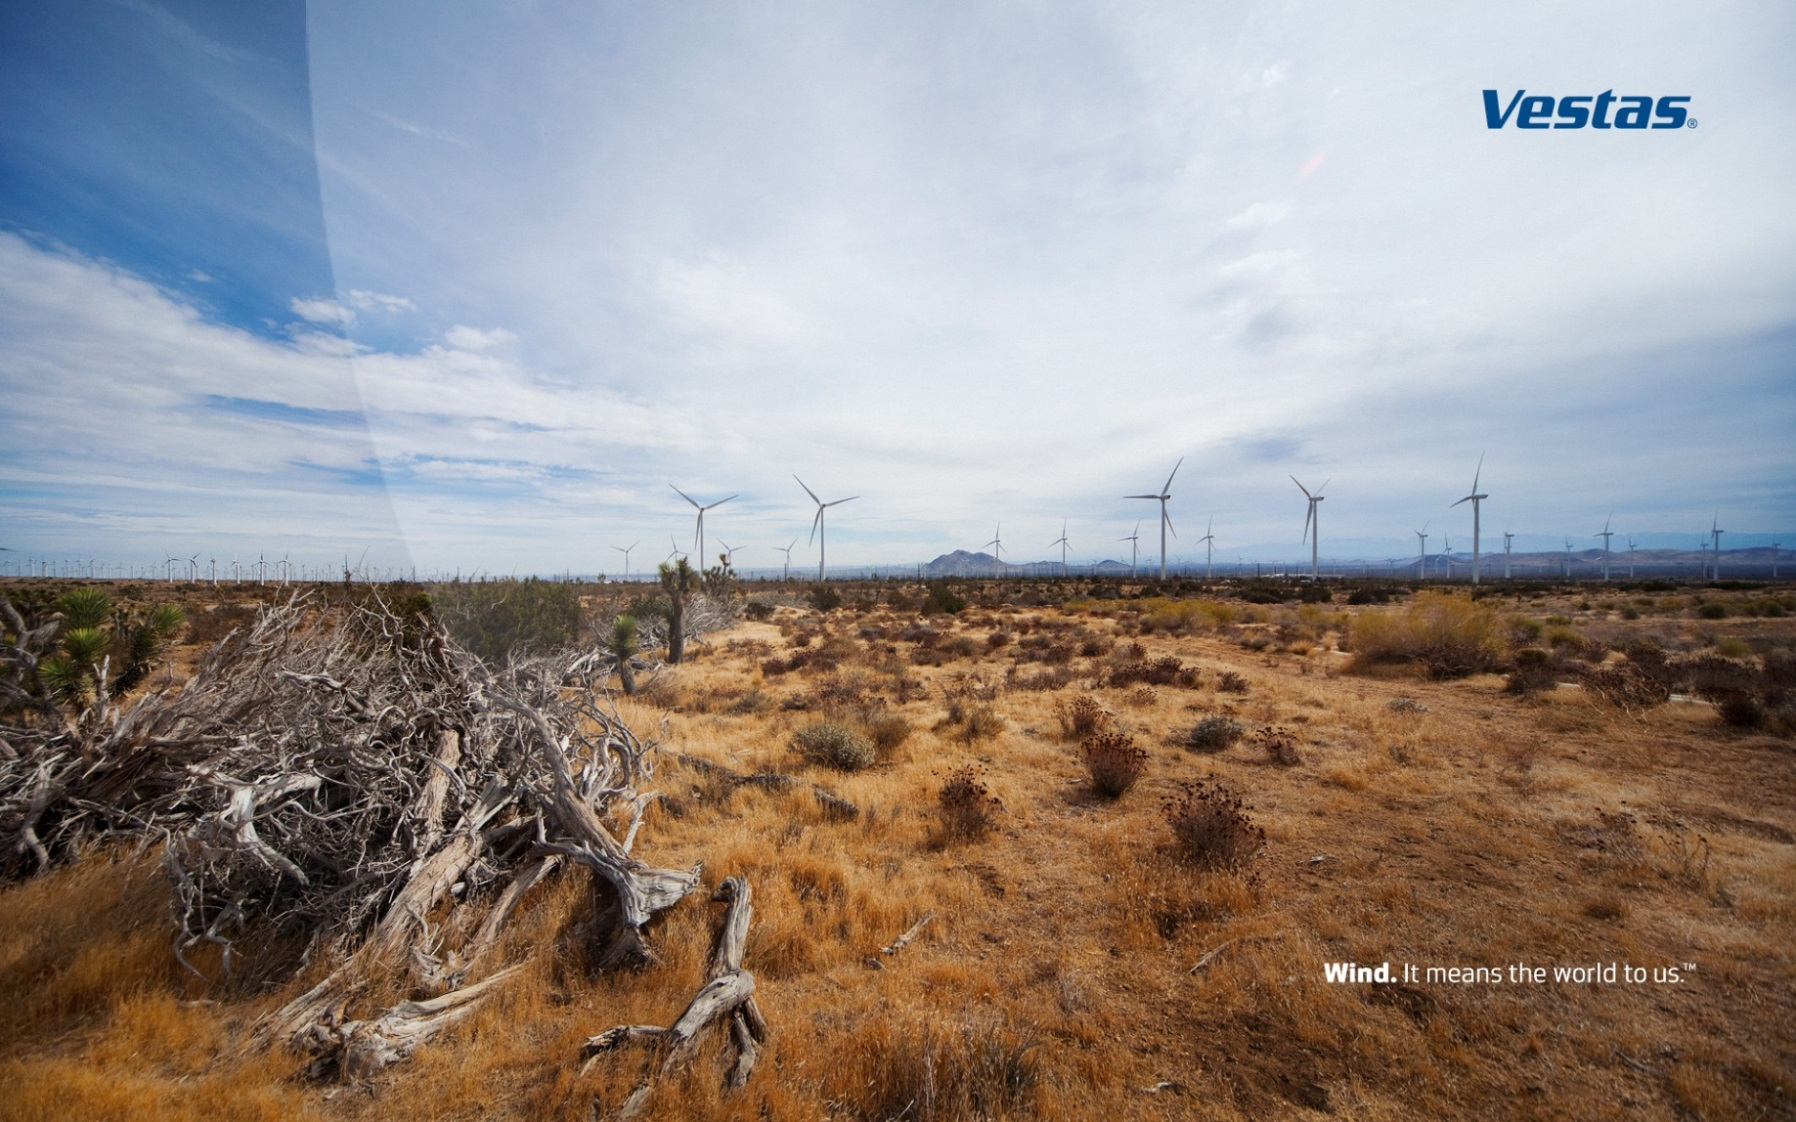 Vestas®
Wind. It means the world to us.™